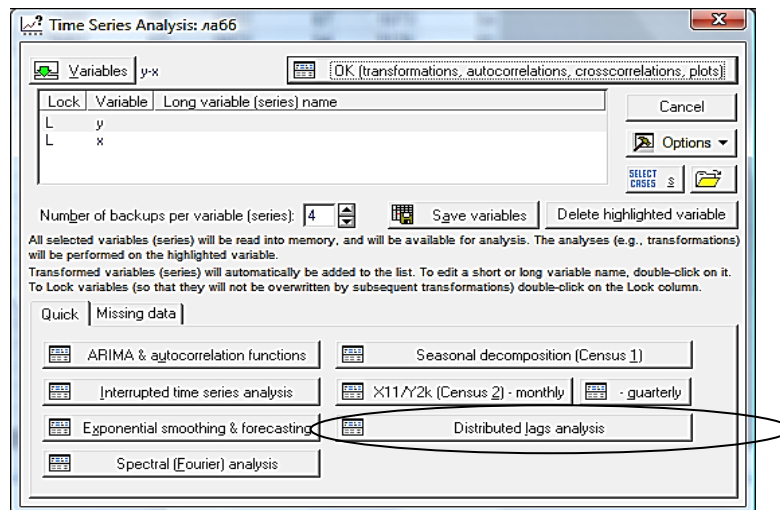 Time Series Analysis: лабб
Variables y-x
OK (transformations, autocorrelations, crosscorrelations, plots)
Lock Variable Long variable (series) name
L y
L x
Cancel
Options
SELECT CASES S
Number of backups per variable (series): 4
Save variables
Delete highlighted variable
All selected variables (series) will be read into memory, and will be available for analysis. The analyses (e.g., transformations)
will be performed on the highlighted variable.
Transformed variables (series) will automatically be added to the list. To edit a short or long variable name, double-click on it.
To Lock variables (so that they will not be overwritten by subsequent transformations) double-click on the Lock column.
Quick Missing data
ARIMA & autocorrelation functions
Seasonal decomposition (Census 1)
Interrupted time series analysis
X11/Y2k (Census 2) - monthly
- quarterly
Exponential smoothing & forecasting
Distributed lags analysis
Spectral (Fourier) analysis